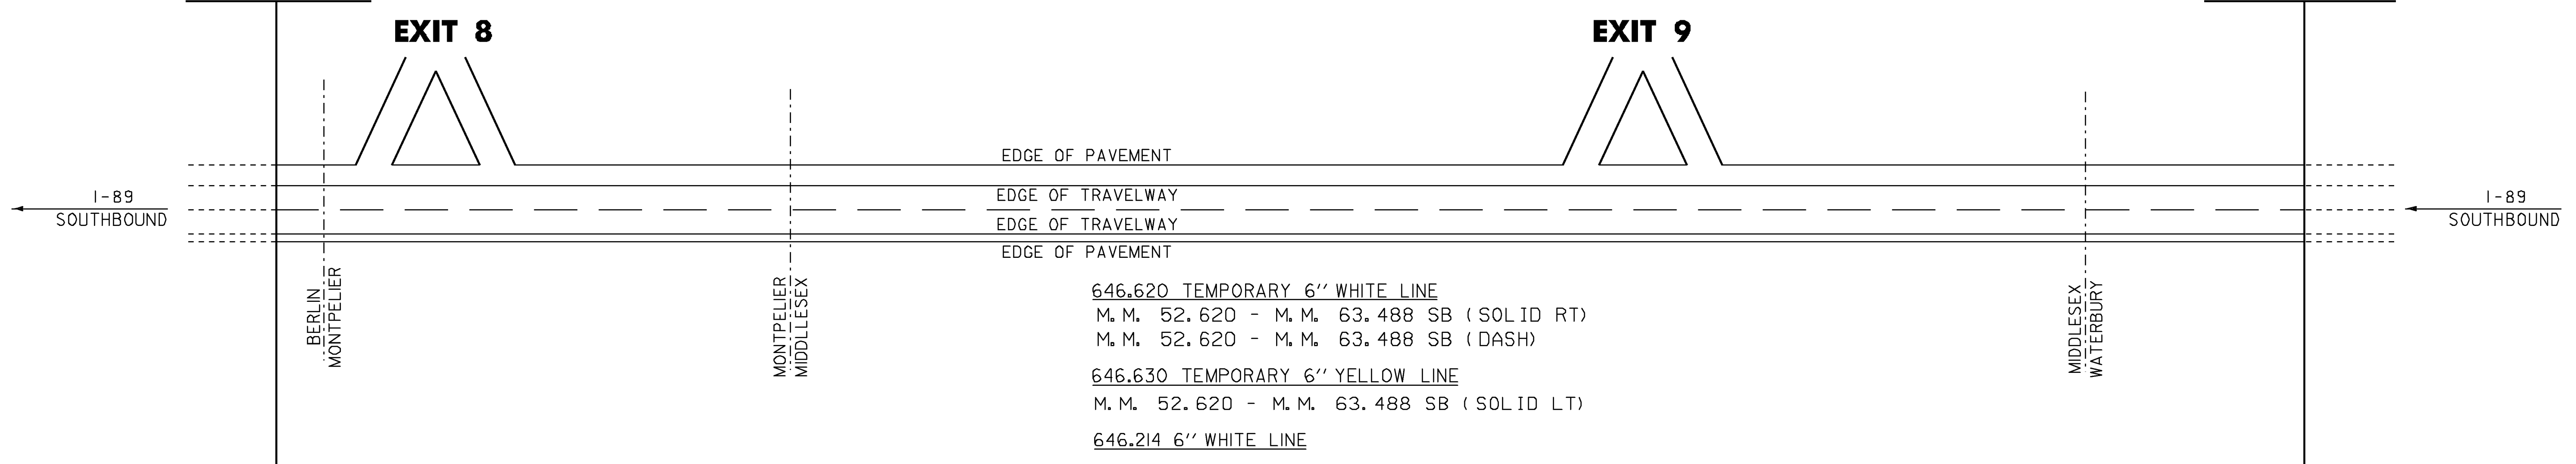 EXIT 8
EXIT 9
EDGE OF PAVEMENT
EDGE OF TRAVELWAY
EDGE OF TRAVELWAY
EDGE OF PAVEMENT
I-89
SOUTHBOUND
I-89
SOUTHBOUND
BERLIN
MONTPELIER
MONTPELIER
MIDDLESEX
MIDDLESEX
WATERBURY
646.620 TEMPORARY 6" WHITE LINE
M.M. 52.620 - M.M. 63.488 SB (SOLID RT)
M.M. 52.620 - M.M. 63.488 SB (DASH)
646.630 TEMPORARY 6" YELLOW LINE
M.M. 52.620 - M.M. 63.488 SB (SOLID LT)
646.214 6" WHITE LINE